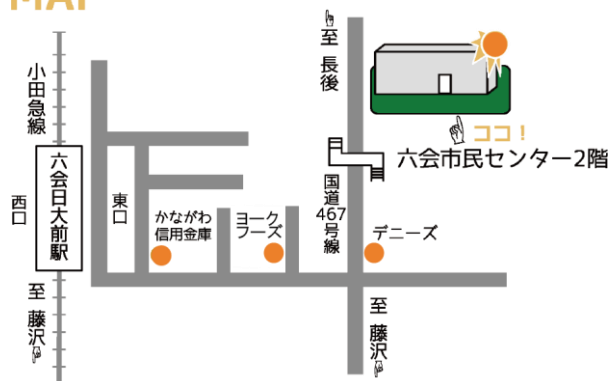 MAP
至 長後
小田急線
ココ！
六会市民センター2階
六会日大前駅
西口
東口
国道467号線
かながわ
信用金庫
ヨーク
フーズ
デニーズ
至 藤沢
至 藤沢